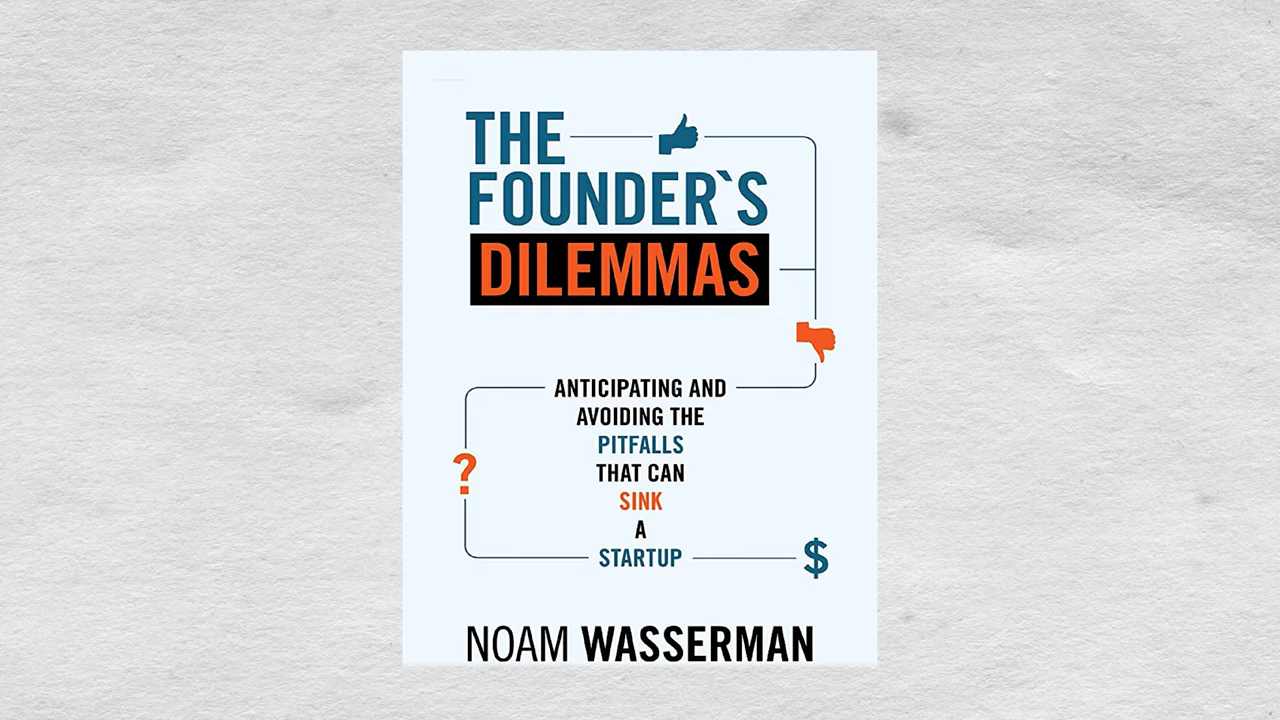 THE
FOUNDER`S
DILEMMAS
ANTICIPATING AND
AVOIDING THE
PITFALLS
THAT CAN
SINK
A
STARTUP
?
$
NOAM WASSERMAN